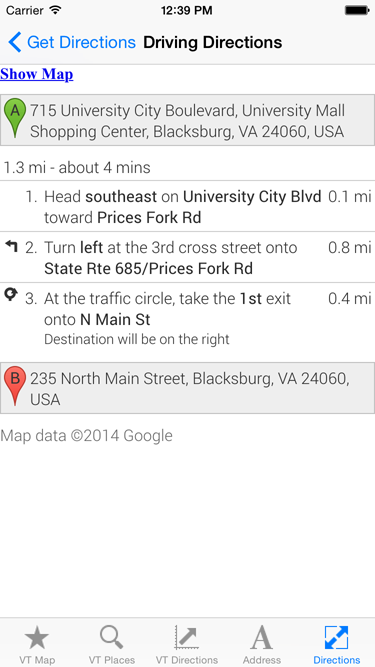 Carrier 12:39 PM
Get Directions Driving Directions
Show Map
A 715 University City Boulevard, University Mall
Shopping Center, Blacksburg, VA 24060, USA
1.3 mi - about 4 mins
1. Head southeast on University City Blvd 0.1 mi
toward Prices Fork Rd
2. Turn left at the 3rd cross street onto 0.8 mi
State Rte 685/Prices Fork Rd
3. At the traffic circle, take the 1st exit 0.4 mi
onto N Main St
Destination will be on the right
B 235 North Main Street, Blacksburg, VA 24060,
USA
Map data ©2014 Google
A
VT Map VT Places VT Directions Address Directions